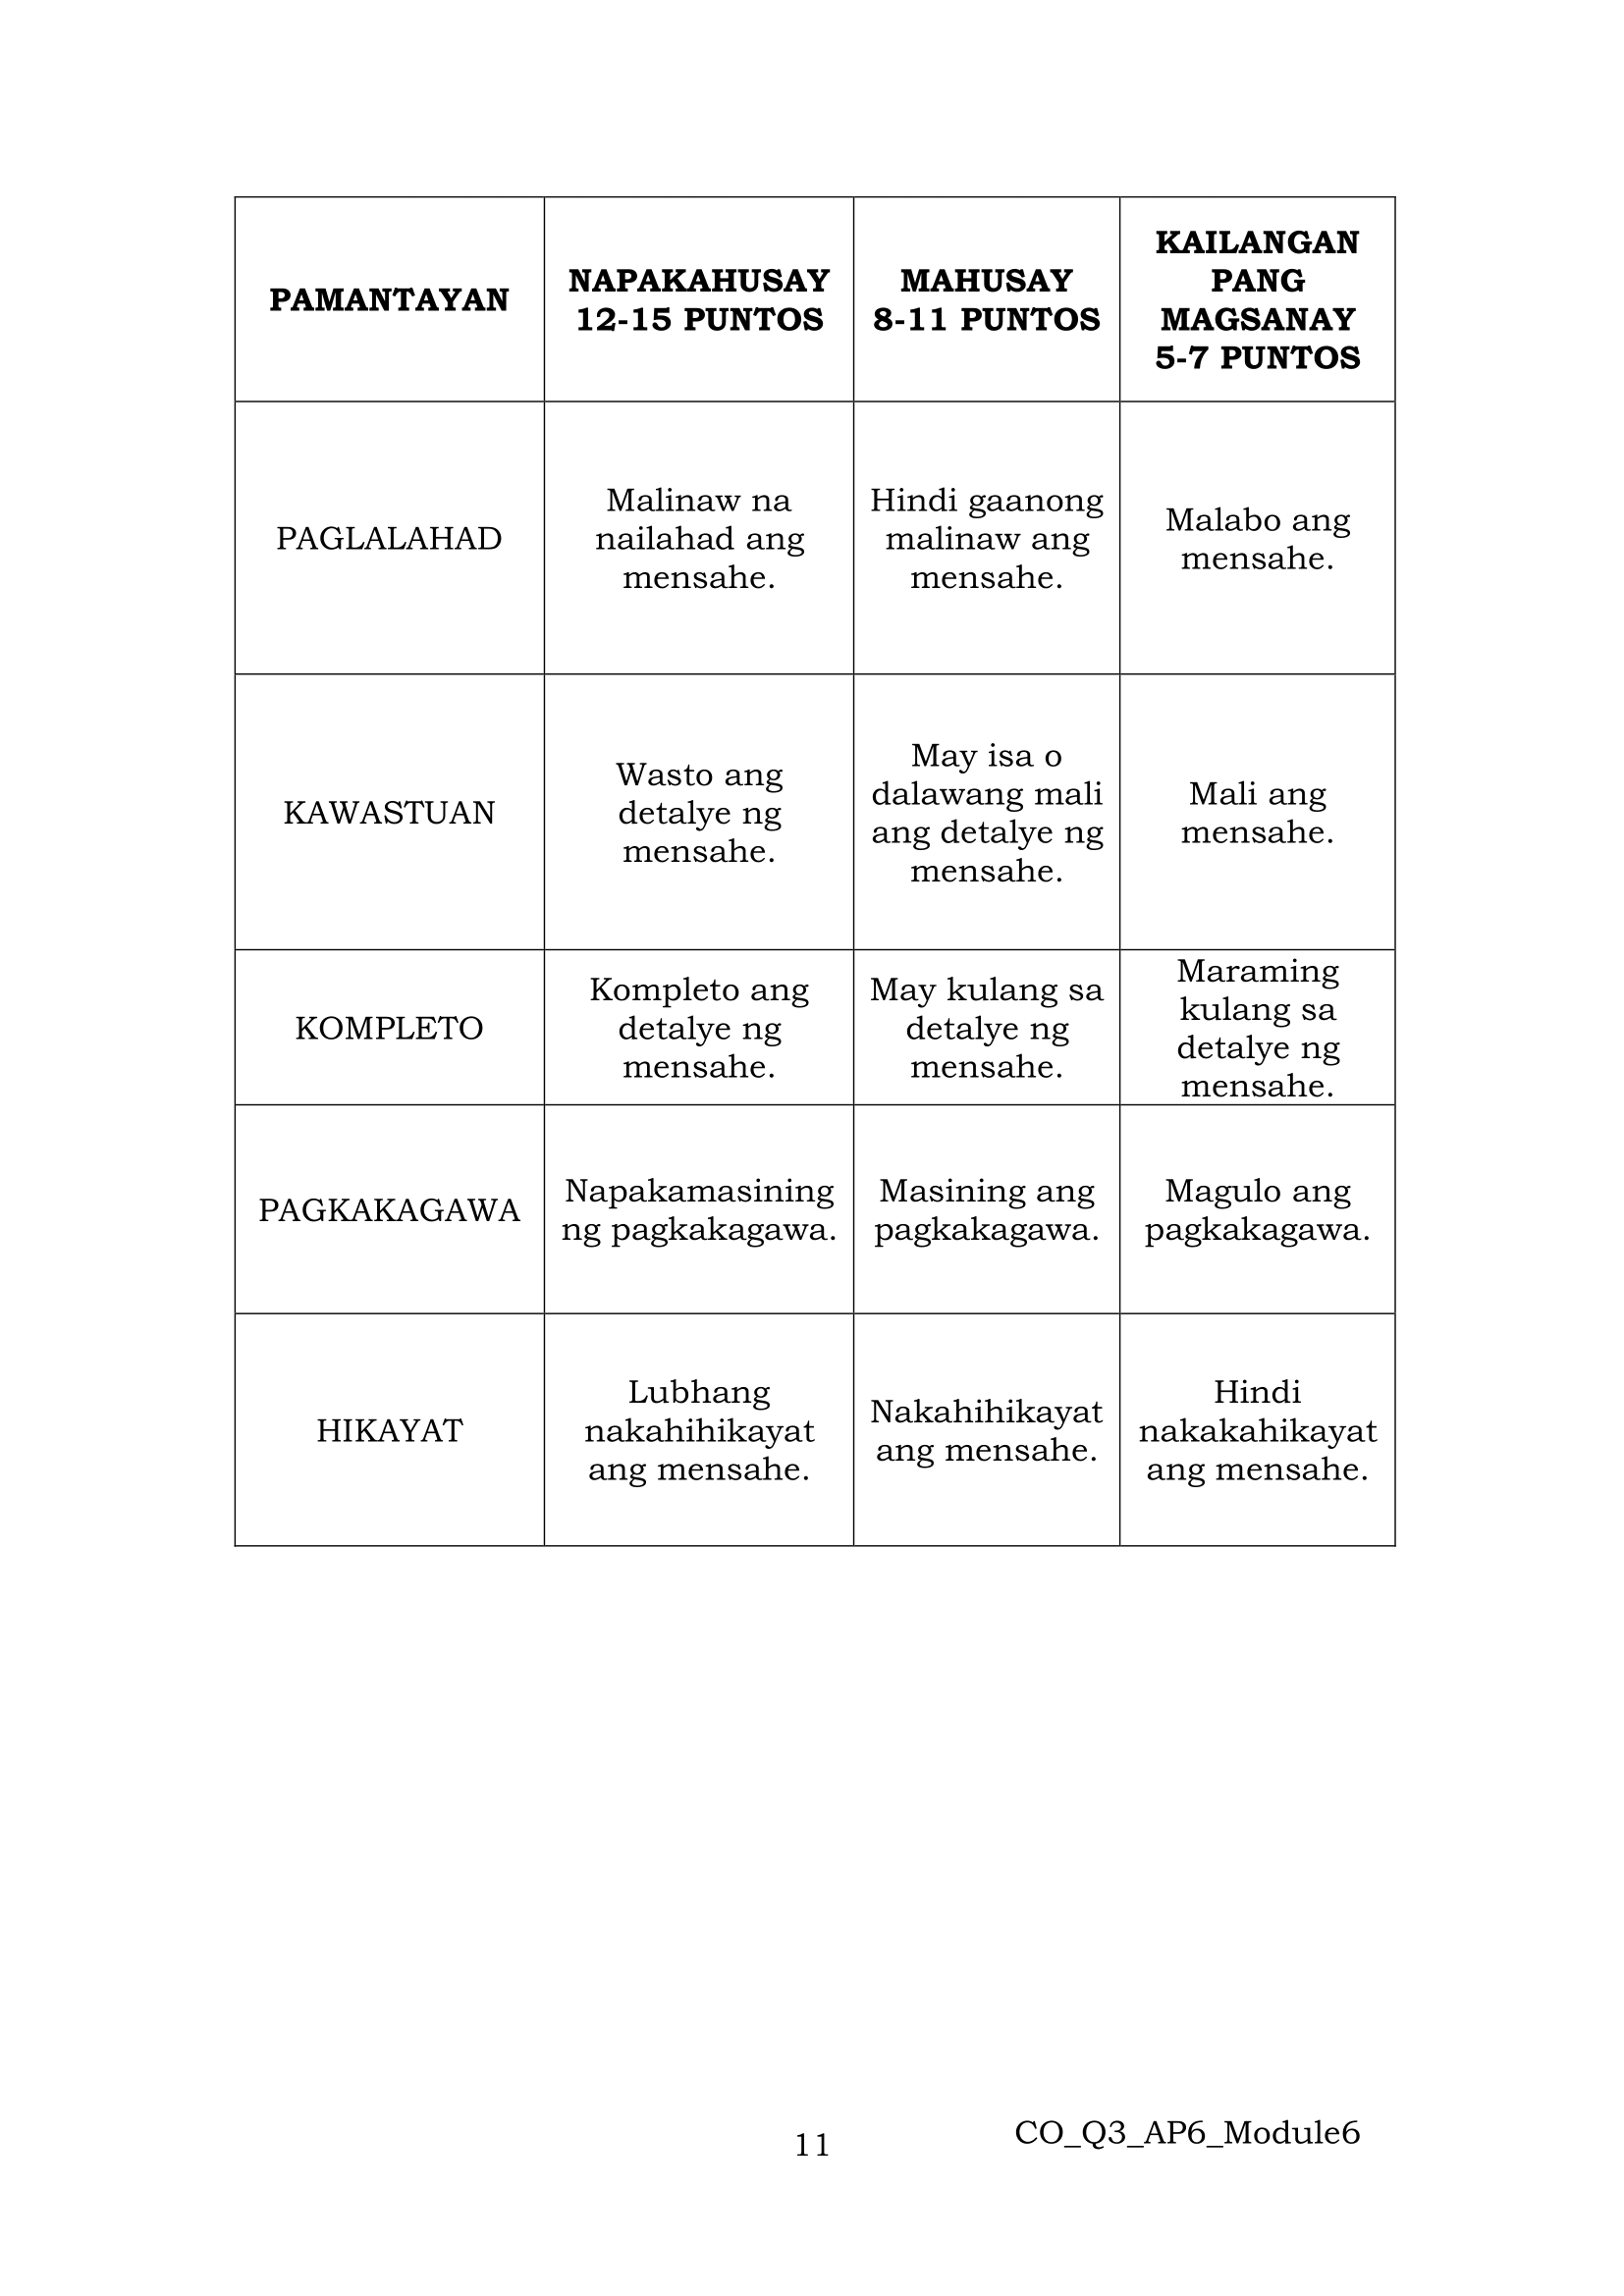 PAMANTAYAN
NAPAKAHUSAY
12-15 PUNTOS
MAHUSAY
8-11 PUNTOS
KAILANGAN
PANG
MAGSANAY
5-7 PUNTOS
PAGLALAHAD
Malinaw na
nailahad ang
mensahe.
Hindi gaanong
malinaw ang
mensahe.
Malabo ang
mensahe.
KAWASTUAN
Wasto ang
detalye ng
mensahe.
May isa o
dalawang mali
ang detalye ng
mensahe.
Mali ang
mensahe.
KOMPLETO
Kompleto ang
detalye ng
mensahe.
May kulang sa
detalye ng
mensahe.
Maraming
kulang sa
detalye ng
mensahe.
PAGKAKAGAWA
Napakamasining
ng pagkakagawa.
Masining ang
pagkakagawa.
Magulo ang
pagkakagawa.
HIKAYAT
Lubhang
nakahihikayat
ang mensahe.
Nakahihikayat
ang mensahe.
Hindi
nakakahikayat
ang mensahe.
11
CO_Q3_AP6_Module6